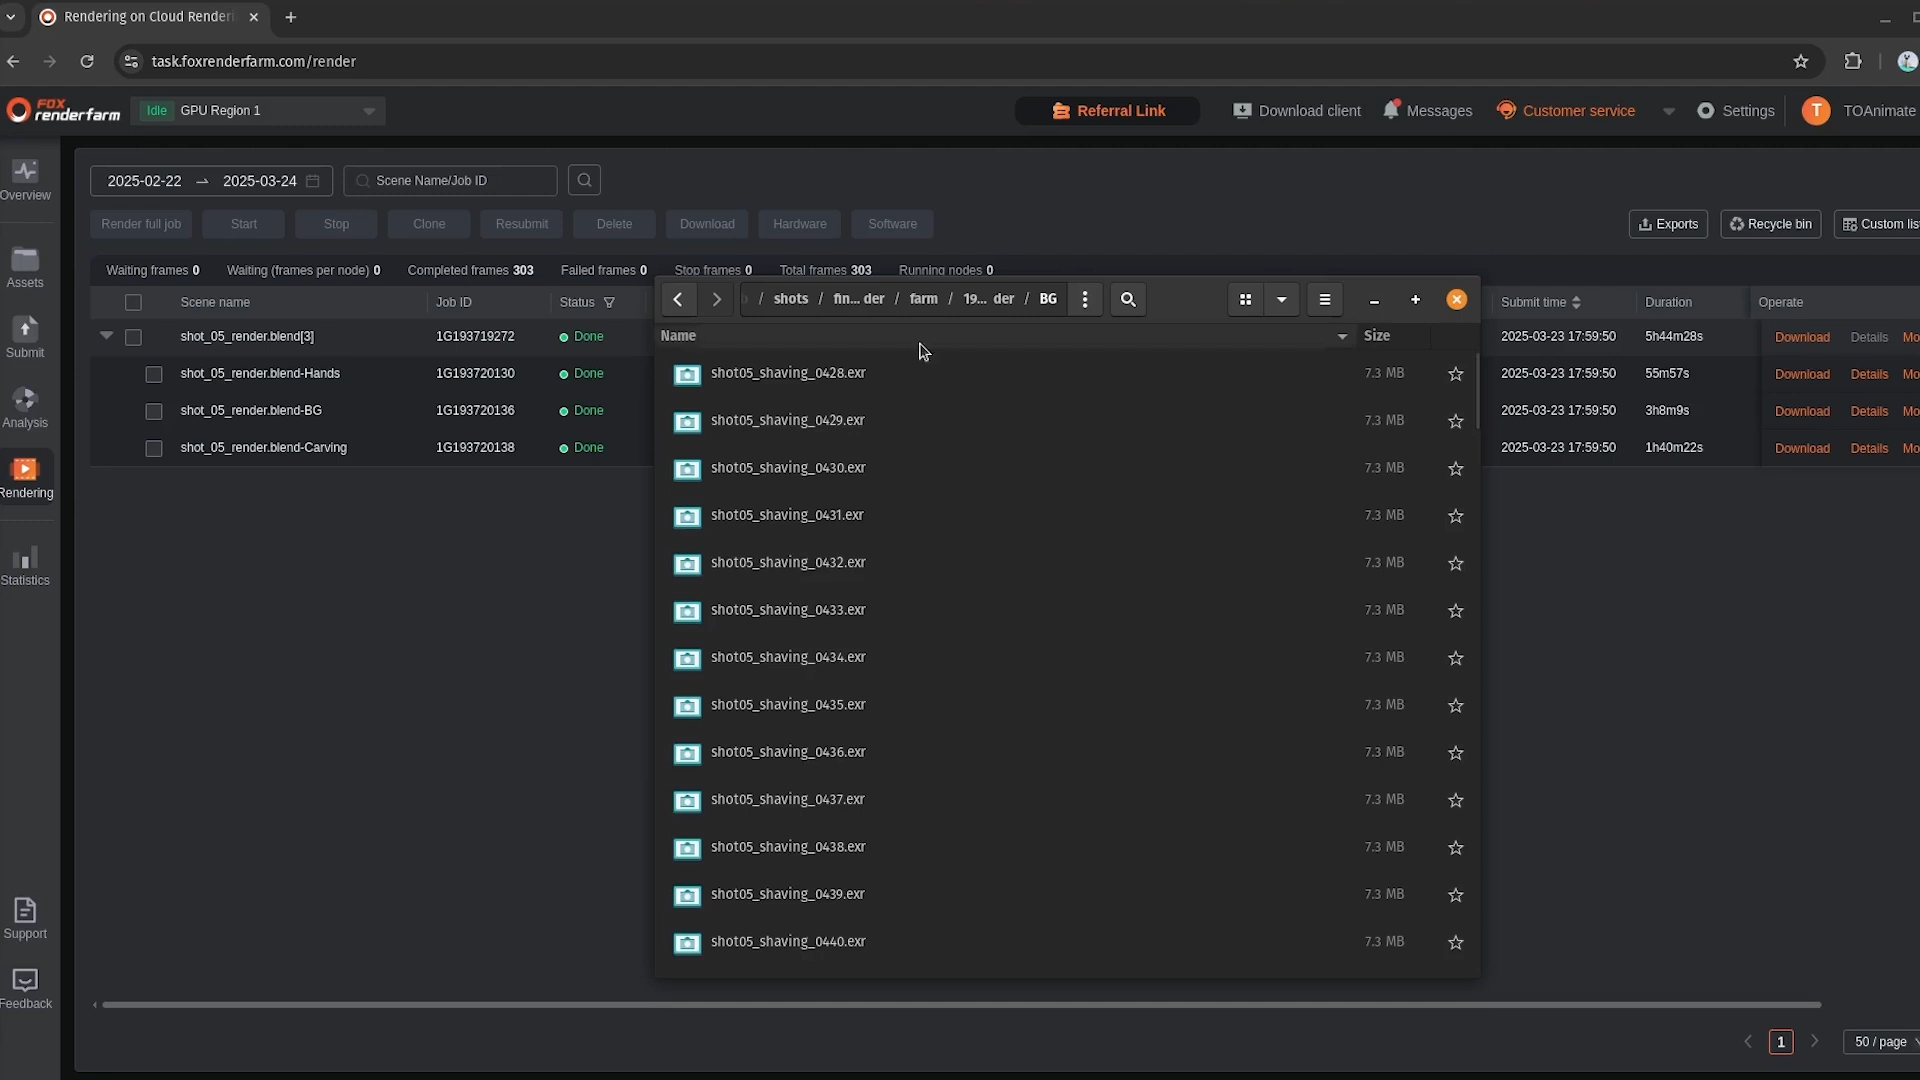 Rendering on Cloud Renderi
task.foxrenderfarm.com/render
FOX renderfarm
Idle GPU Region 1
Referral Link
Download client
Messages
Customer service
Settings
T
TOAnimate
Overview
Assets
Submit
Analysis
Rendering
Statistics
Support
Feedback
2025-02-22 → 2025-03-24
Scene Name/Job ID
Render full job Start Stop Clone Resubmit Delete Download Hardware Software
Exports Recycle bin Custom lis
Waiting frames 0 Waiting (frames per node) 0 Completed frames 303 Failed frames 0 Stop frames 0 Total frames 303 Running nodes 0
Scene name Job ID Status Submit time Duration Operate
shot_05_render.blend[3] 1G193719272 Done 2025-03-23 17:59:50 5h44m28s Download Details Mo
shot_05_render.blend-Hands 1G193720130 Done 2025-03-23 17:59:50 55m57s Download Details Mo
shot_05_render.blend-BG 1G193720136 Done 2025-03-23 17:59:50 3h8m9s Download Details Mo
shot_05_render.blend-Carving 1G193720138 Done 2025-03-23 17:59:50 1h40m22s Download Details Mo
/ shots / fin... der / farm / 19... der / BG
Name Size
shot05_shaving_0428.exr 7.3 MB
shot05_shaving_0429.exr 7.3 MB
shot05_shaving_0430.exr 7.3 MB
shot05_shaving_0431.exr 7.3 MB
shot05_shaving_0432.exr 7.3 MB
shot05_shaving_0433.exr 7.3 MB
shot05_shaving_0434.exr 7.3 MB
shot05_shaving_0435.exr 7.3 MB
shot05_shaving_0436.exr 7.3 MB
shot05_shaving_0437.exr 7.3 MB
shot05_shaving_0438.exr 7.3 MB
shot05_shaving_0439.exr 7.3 MB
shot05_shaving_0440.exr 7.3 MB
1
50 / page